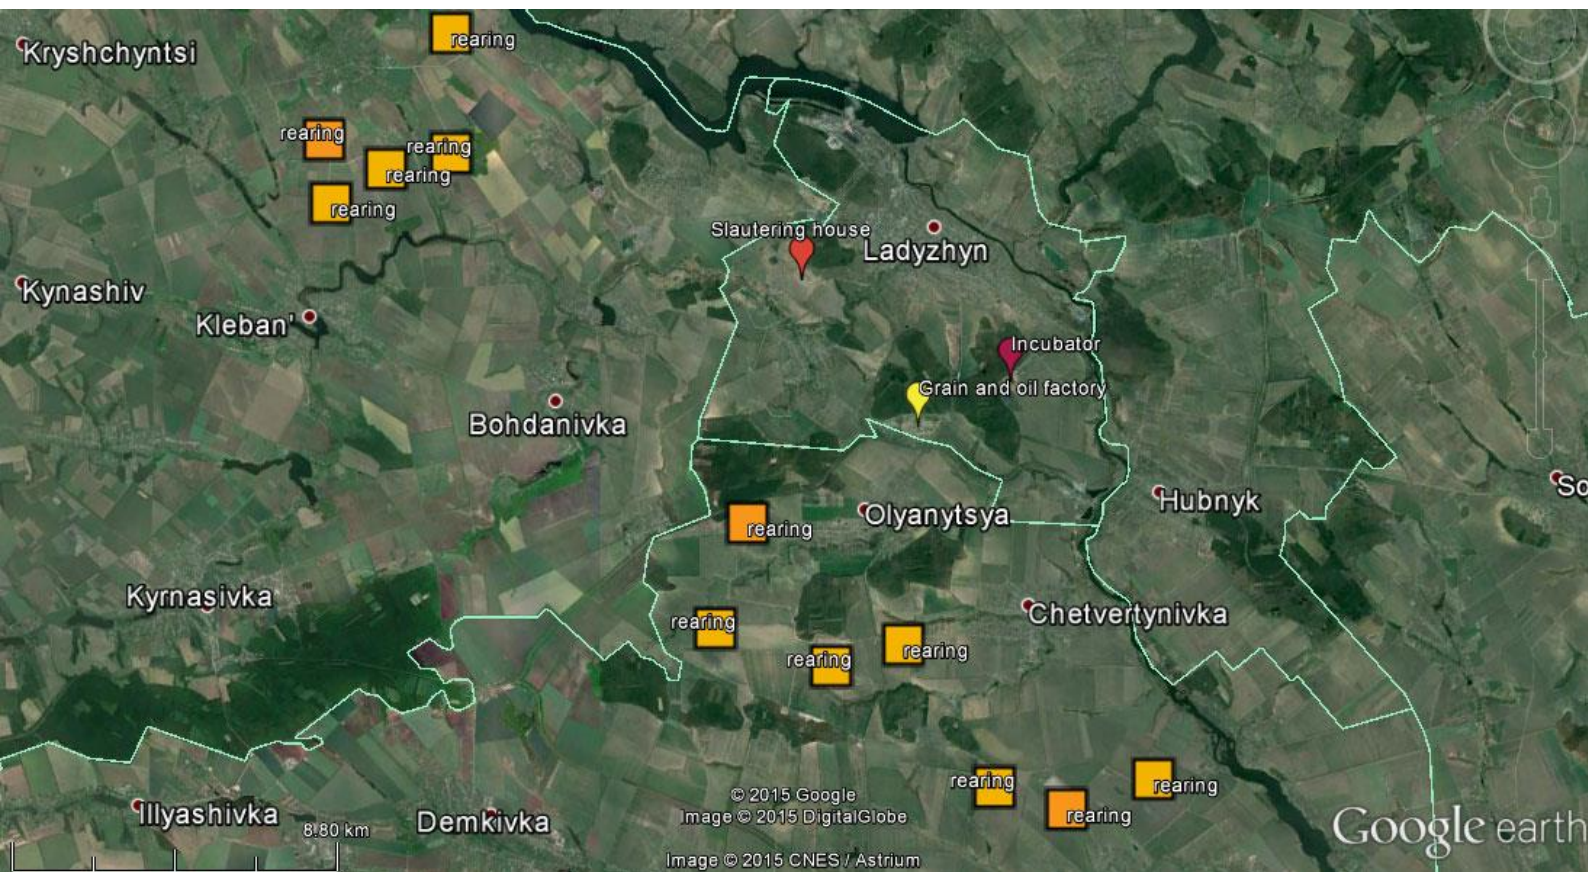 rearing
Kryshchyntsi
rearing
rearing
rearing
rearing
Slautering house
Ladyzhyn
Kynashiv
Kleban'
Incubator
Grain and oil factory
Bohdanivka
So
Hubnyk
Olyanytsya
rearing
Kyrnasivka
Chetvertynivka
rearing
rearing
rearing
rearing
rearing
© 2015 Google
Illyashivka
Demkivka
Image © 2015 DigitalGlobe
rearing
Google earth
8.80 km
Image © 2015 CNES / Astrium